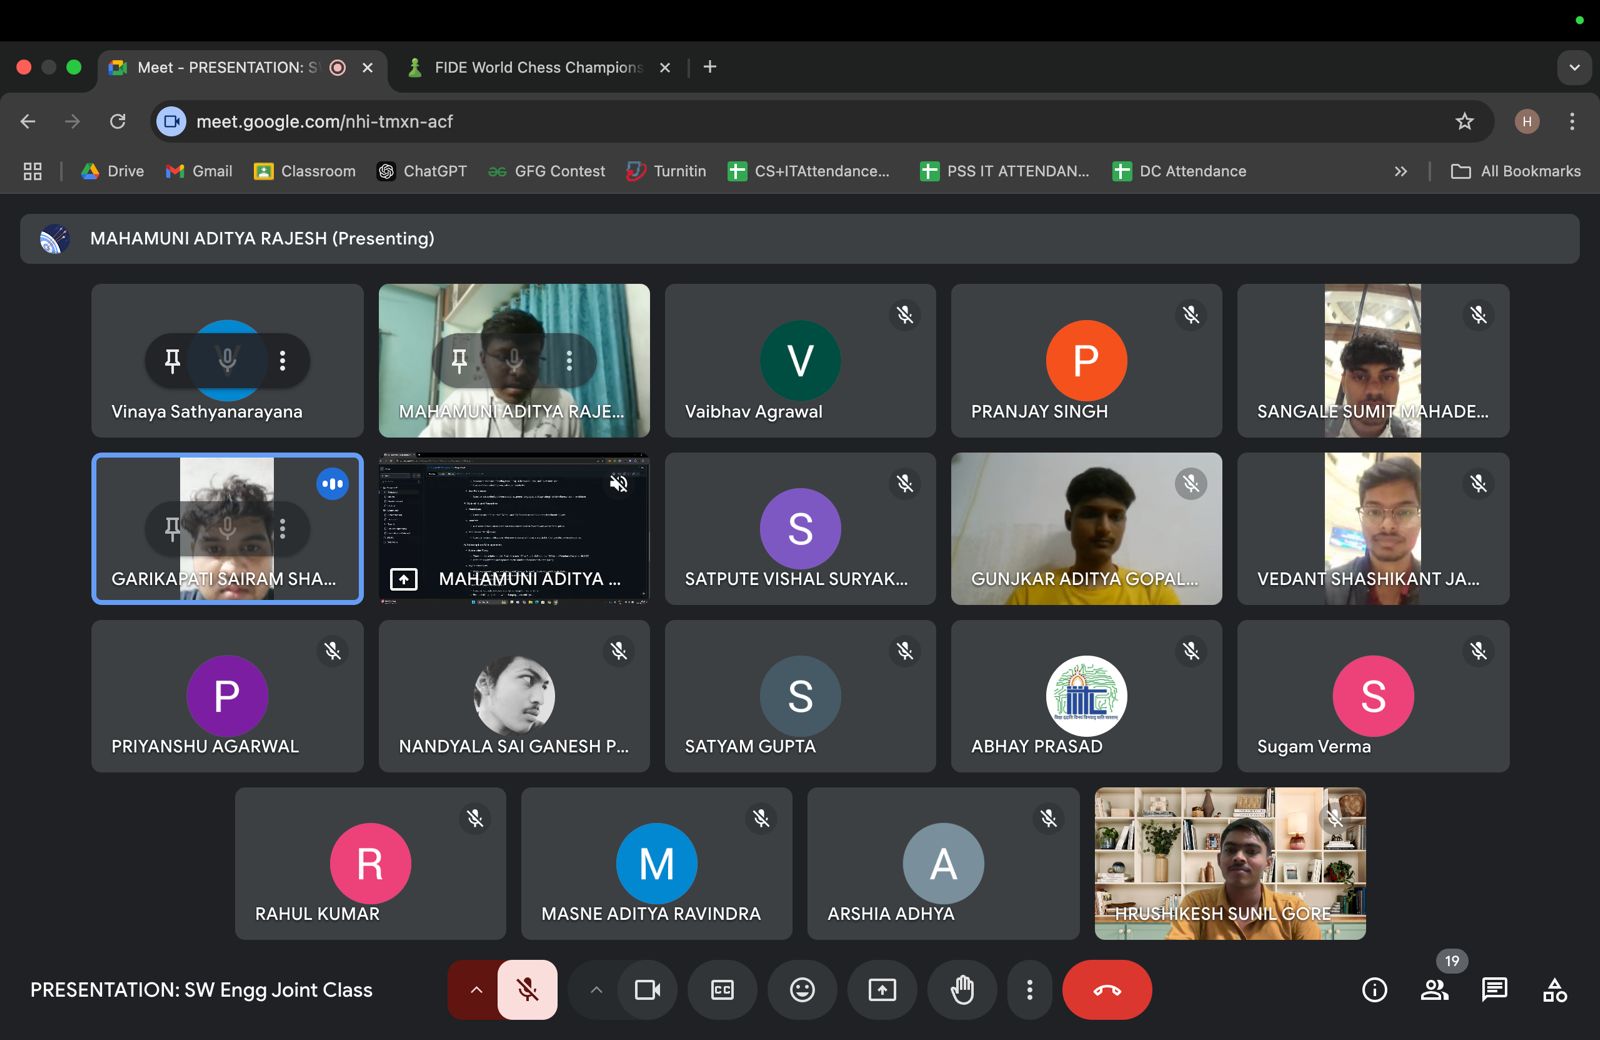 Meet - PRESENTATION: S
FIDE World Chess Champions
meet.google.com/nhi-tmxn-acf
H
Drive
Gmail
Classroom
ChatGPT
GFG Contest
Turnitin
CS+ITAttendance...
PSS IT ATTENDAN...
DC Attendance
All Bookmarks
MAHAMUNI ADITYA RAJESH (Presenting)
Vinaya Sathyanarayana
MAHAMUNI ADITYA RAJE...
V
Vaibhav Agrawal
P
PRANJAY SINGH
SANGALE SUMIT MAHADE...
GARIKAPATI SAIRAM SHA...
MAHAMUNI ADITYA ...
S
SATPUTE VISHAL SURYAK...
GUNJKAR ADITYA GOPAL...
VEDANT SHASHIKANT JA...
P
PRIYANSHU AGARWAL
NANDYALA SAI GANESH P...
S
SATYAM GUPTA
ABHAY PRASAD
S
Sugam Verma
R
RAHUL KUMAR
M
MASNE ADITYA RAVINDRA
A
ARSHIA ADHYA
HRUSHIKESH SUNIL GORE
PRESENTATION: SW Engg Joint Class
CC
19